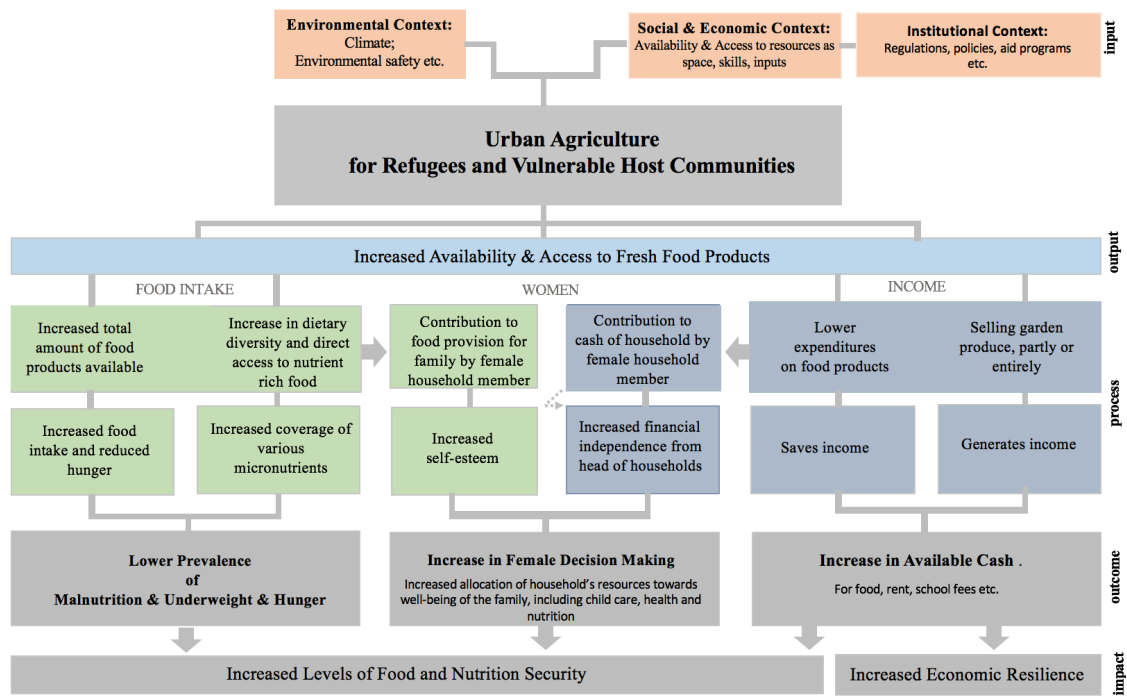 Environmental Context:
Climate;
Environmental safety etc.
Social & Economic Context:
Availability & Access to resources as
space, skills, inputs
Institutional Context:
Regulations, policies, aid programs
etc.
input
Urban Agriculture
for Refugees and Vulnerable Host Communities
Increased Availability & Access to Fresh Food Products
output
FOOD INTAKE
WOMEN
INCOME
Increased total
amount of food
products available
Increase in dietary
diversity and direct
access to nutrient
rich food
Contribution to
food provision for
family by female
household member
Contribution to
cash of household by
female household
member
Lower
expenditures
on food products
Selling garden
produce, partly or
entirely
process
Increased food
intake and reduced
hunger
Increased coverage of
various
micronutrients
Increased
self-esteem
Increased financial
independence from
head of households
Saves income
Generates income
Lower Prevalence
of
Malnutrition & Underweight & Hunger
Increase in Female Decision Making
Increased allocation of household's resources towards
well-being of the family, including child care, health and
nutrition
Increase in Available Cash .
For food, rent, school fees etc.
outcome
Increased Levels of Food and Nutrition Security
Increased Economic Resilience
impact